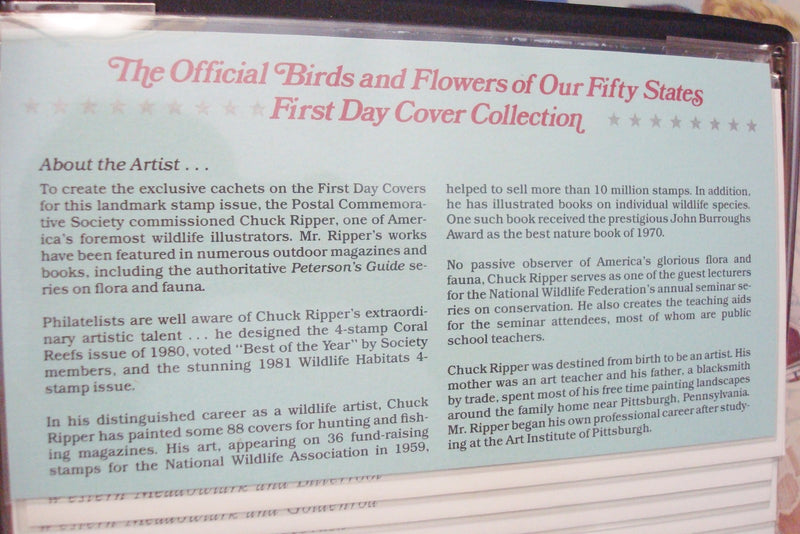 The Official Birds and Flowers of Our Fifty States
First Day Cover Collection
About the Artist . . .
To create the exclusive cachets on the First Day Covers
for this landmark stamp issue, the Postal Commemora-
tive Society commissioned Chuck Ripper, one of Amer-
ica's foremost wildlife illustrators. Mr. Ripper's works
have been featured in numerous outdoor magazines and
books, including the authoritative Peterson's Guide se-
ries on flora and fauna.
Philatelists are well aware of Chuck Ripper's extraordi-
nary artistic talent . . . he designed the 4-stamp Coral
Reefs issue of 1980, voted "Best of the Year" by Society
members, and the stunning 1981 Wildlife Habitats 4-
stamp issue.
In his distinguished career as a wildlife artist, Chuck
Ripper has painted some 88 covers for hunting and fish-
ing magazines. His art, appearing on 36 fund-raising
stamps for the National Wildlife Association in 1959,
helped to sell more than 10 million stamps. In addition,
he has illustrated books on individual wildlife species.
One such book received the prestigious John Burroughs
Award as the best nature book of 1970.
No passive observer of America's glorious flora and
fauna, Chuck Ripper serves as one of the guest lecturers
for the National Wildlife Federation's annual seminar se-
ries on conservation. He also creates the teaching aids
for the seminar attendees, most of whom are public
school teachers.
Chuck Ripper was destined from birth to be an artist. His
mother was an art teacher and his father, a blacksmith
by trade, spent most of his free time painting landscapes
around the family home near Pittsburgh, Pennsylvania.
Mr. Ripper began his own professional career after study-
ing at the Art Institute of Pittsburgh.
Western Meadowlark and Bitterroot
Western Meadowlark and Goldenrod